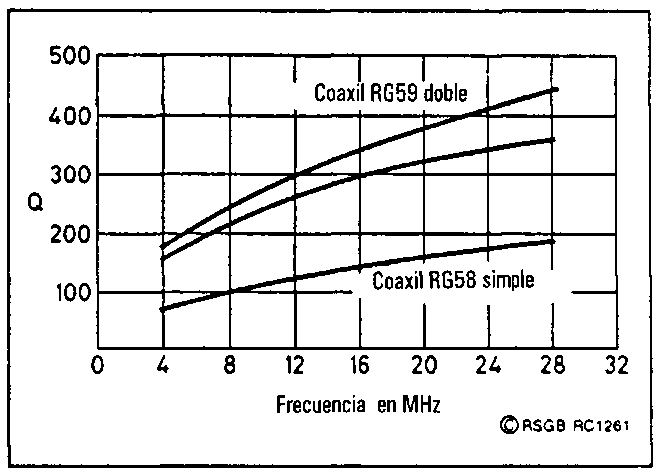 500
400
300
200
100
Q
Coaxil RG59 doble
Coaxil RG58 simple
0 4 8 12 16 20 24 28 32
Frecuencia en MHz
©RSGB RC1261